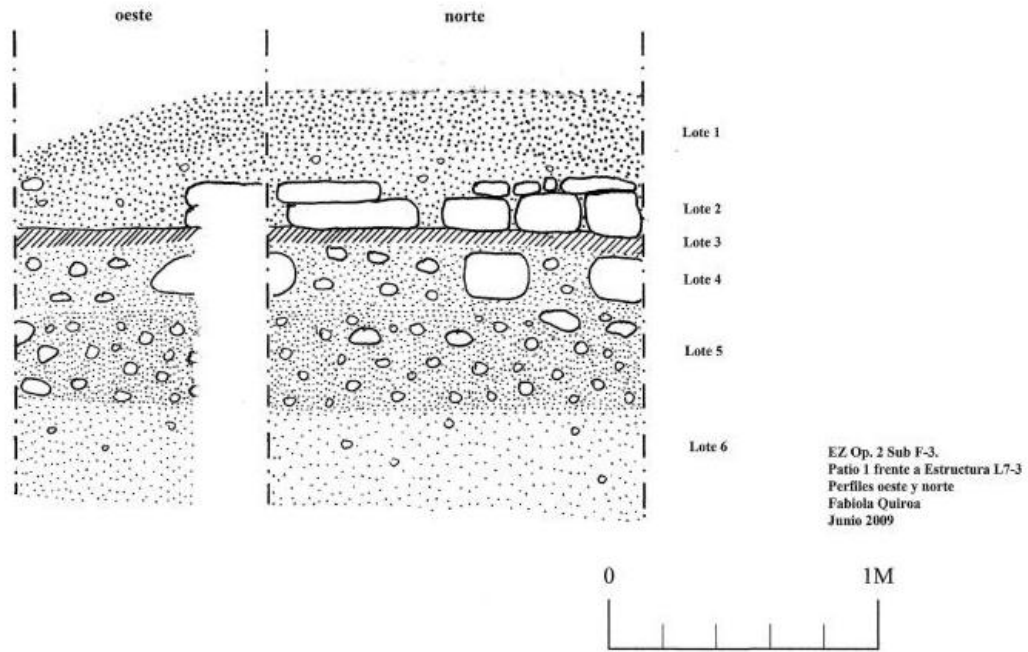 oeste
norte
Lote 1
Lote 2
Lote 3
Lote 4
Lote 5
Lote 6
EZ Op. 2 Sub F-3.
Patio 1 frente a Estructura L7-3
Perfiles oeste y norte
Fabiola Quiroa
Junio 2009
0 1M